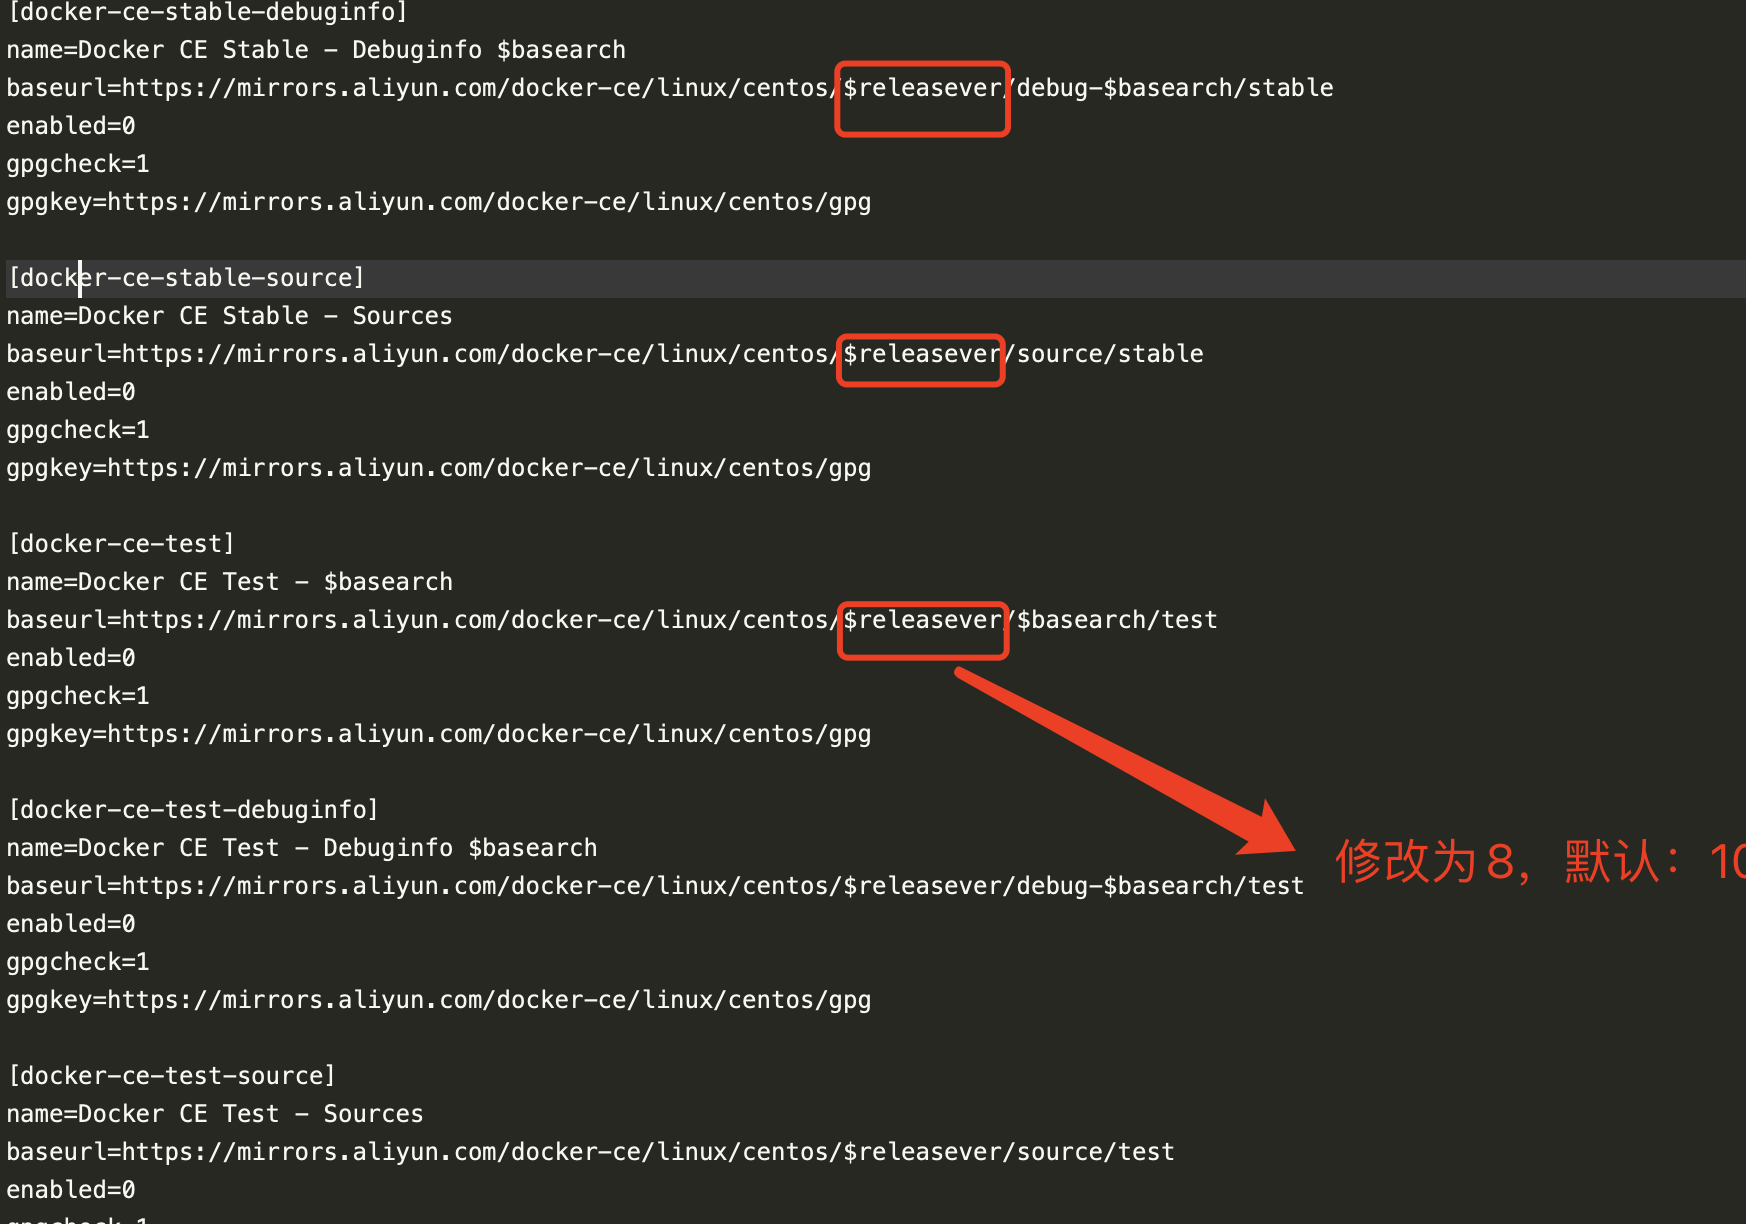 [docker-ce-stable-debuginfo]
name=Docker CE Stable - Debuginfo $basearch
baseurl=https://mirrors.aliyun.com/docker-ce/linux/centos/$releasever/debug-$basearch/stable
enabled=0
gpgcheck=1
gpgkey=https://mirrors.aliyun.com/docker-ce/linux/centos/gpg
[docker-ce-stable-source]
name=Docker CE Stable - Sources
baseurl=https://mirrors.aliyun.com/docker-ce/linux/centos/$releasever/source/stable
enabled=0
gpgcheck=1
gpgkey=https://mirrors.aliyun.com/docker-ce/linux/centos/gpg
[docker-ce-test]
name=Docker CE Test - $basearch
baseurl=https://mirrors.aliyun.com/docker-ce/linux/centos/$releasever/$basearch/test
enabled=0
gpgcheck=1
gpgkey=https://mirrors.aliyun.com/docker-ce/linux/centos/gpg
[docker-ce-test-debuginfo]
name=Docker CE Test - Debuginfo $basearch
修改为8，默认：10
baseurl=https://mirrors.aliyun.com/docker-ce/linux/centos/$releasever/debug-$basearch/test
enabled=0
gpgcheck=1
gpgkey=https://mirrors.aliyun.com/docker-ce/linux/centos/gpg
[docker-ce-test-source]
name=Docker CE Test - Sources
baseurl=https://mirrors.aliyun.com/docker-ce/linux/centos/$releasever/source/test
enabled=0
gpgcheck=1